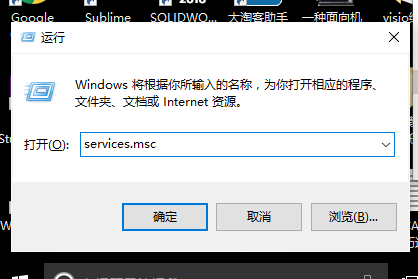 Google
SOLIDWO...
大淘客助手
一种面向机
visio
运行
Windows 将根据你所输入的名称，为你打开相应的程序、
文件夹、文档或 Internet 资源。
打开(O):
services.msc
确定
取消
浏览(B)...